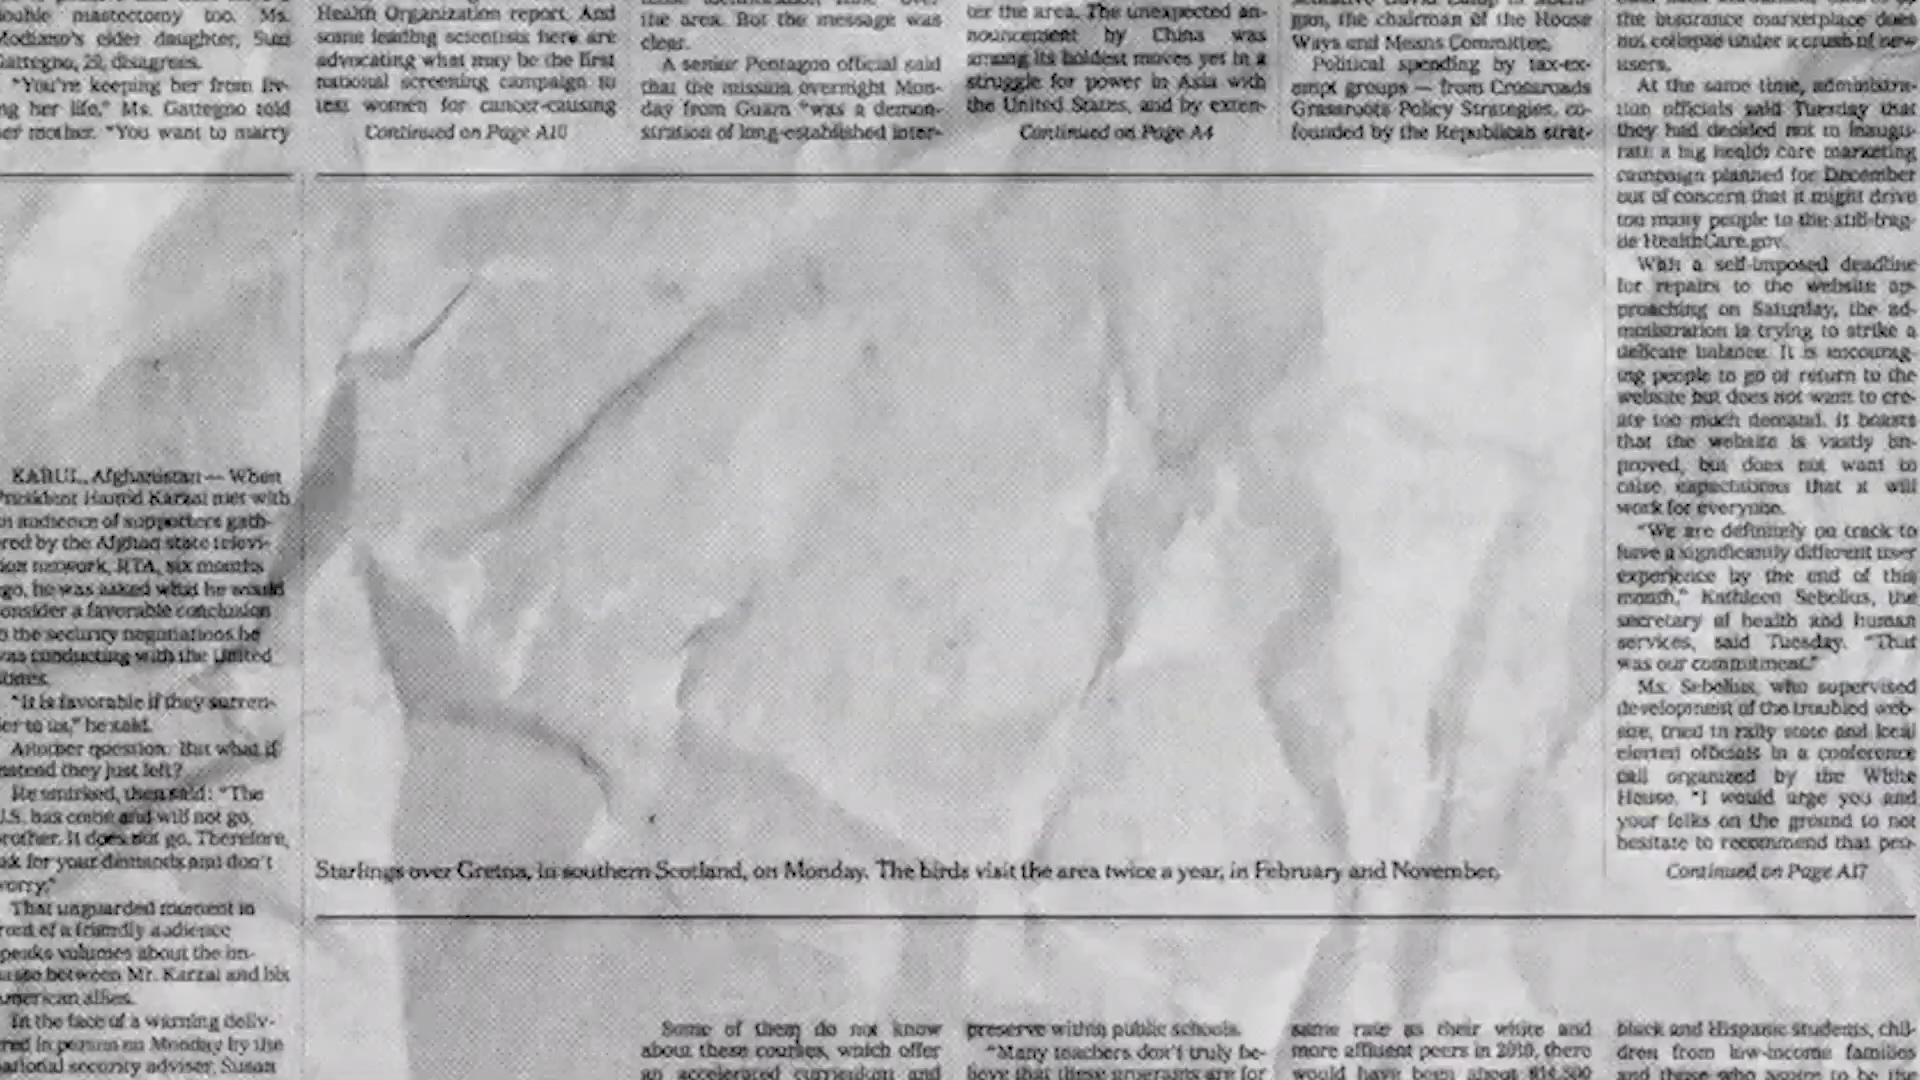 double mastectomy too. Ms.
Modiano's elder daughter, Suzi
Gattegno, 29, disagrees.
"You're keeping her from liv-
ing her life," Ms. Gattegno told
her mother. "You want to marry
Health Organization report. And
some leading scientists here are
advocating what may be the first
national screening campaign to
test women for cancer-causing
Continued on Page A10
the area. But the message was
clear.
A senior Pentagon official said
that the mission overnight Mon-
day from Guam "was a demon-
stration of long-established inter-
ter the area. The unexpected an-
nouncement by China was
among its boldest moves yet in a
struggle for power in Asia with
the United States, and by exten-
Continued on Page A4
gan, the chairman of the House
Ways and Means Committee.
Political spending by tax-ex-
empt groups — from Crossroads
Grassroots Policy Strategies, co-
founded by the Republican strat-
the insurance marketplace does
not collapse under a crush of new
users.
At the same time, administra-
tion officials said Tuesday that
they had decided not to inaugu-
rate a big health care marketing
campaign planned for December
out of concern that it might drive
too many people to the still-frag-
ile HealthCare.gov.
With a self-imposed deadline
for repairs to the website ap-
proaching on Saturday, the ad-
ministration is trying to strike a
delicate balance. It is encourag-
ing people to go or return to the
website but does not want to cre-
ate too much demand. It boasts
that the website is vastly im-
proved, but does not want to
raise expectations that it will
work for everyone.
"We are definitely on track to
have a significantly different user
experience by the end of this
month," Kathleen Sebelius, the
secretary of health and human
services, said Tuesday. "That
was our commitment."
Ms. Sebelius, who supervised
development of the troubled web-
site, tried to rally state and local
elected officials in a conference
call organized by the White
House. "I would urge you and
your folks on the ground to not
hesitate to recommend that peo-
Continued on Page A17
KABUL, Afghanistan — When
President Hamid Karzai met with
an audience of supporters gath-
ered by the Afghan state televi-
sion network, RTA, six months
ago, he was asked what he would
consider a favorable conclusion
to the security negotiations he
was conducting with the United
States.
"It is favorable if they surren-
der to us," he said.
Another question: But what if
instead they just left?
He smirked, then said: "The
U.S. has come and will not go,
brother. It does not go. Therefore,
ask for your demands and don't
worry."
That unguarded moment in
front of a friendly audience
speaks volumes about the im-
passe between Mr. Karzai and his
American allies.
In the face of a warning deliv-
ered in person on Monday by the
national security adviser, Susan
Starlings over Gretna, in southern Scotland, on Monday. The birds visit the area twice a year, in February and November.
Some of them do not know
about these courses, which offer
an accelerated curriculum and
preserve within public schools.
"Many teachers don't truly be-
lieve that these programs are for
same rate as their white and
more affluent peers in 2010, there
would have been about
black and Hispanic students, chil-
dren from low-income families
and those who aspire to be the